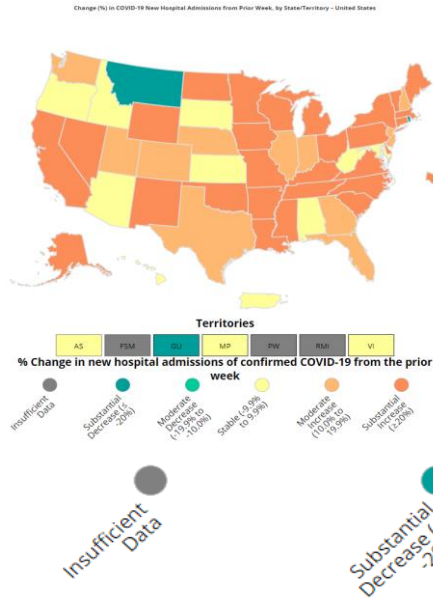 Change (%) in COVID-19 New Hospital Admissions from Prior Week, by State/Territory – United States
Territories
AS FSM GU MP PW RMI VI
% Change in new hospital admissions of confirmed COVID-19 from the prior
week
Insufficient
Data
Substantial
Decrease (≤
-20%)
Moderate
Decrease
(-19.9% to
-10.0%)
Stable (-9.9%
to 9.9%)
Moderate
Increase
(10.0% to
19.9%)
Substantial
Increase
(≥20%)
Insufficient
Data
Substantial
Decrease (
-20